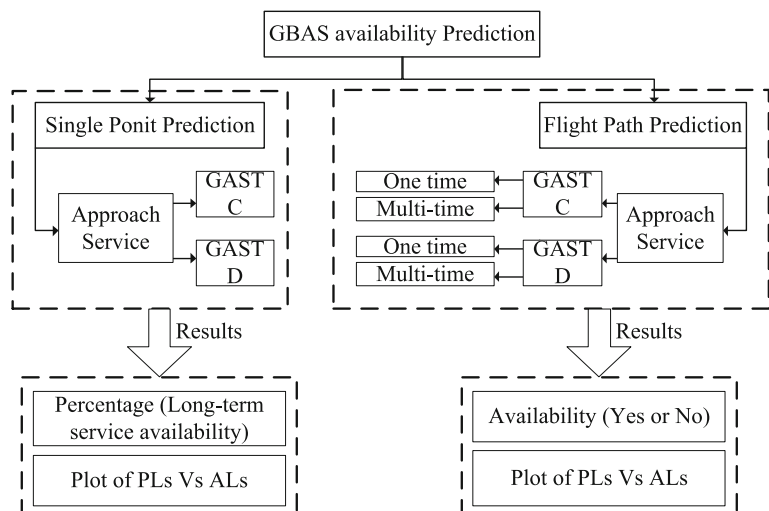 GBAS availability Prediction
Single Ponit Prediction
Approach
Service
GAST
C
GAST
D
Flight Path Prediction
One time
Multi-time
GAST
C
One time
Multi-time
GAST
D
Approach
Service
Results
Results
Percentage (Long-term
service availability)
Plot of PLs Vs ALs
Availability (Yes or No)
Plot of PLs Vs ALs